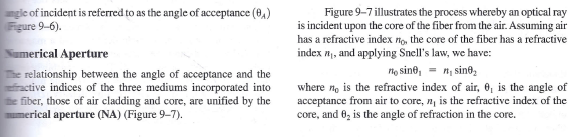 angle of incident is referred to as the angle of acceptance (θA)
Figure 9–6).
Numerical Aperture
The relationship between the angle of acceptance and the
refractive indices of the three mediums incorporated into
the fiber, those of air cladding and core, are unified by the
numerical aperture (NA) (Figure 9–7).
Figure 9–7 illustrates the process whereby an optical ray
is incident upon the core of the fiber from the air. Assuming air
has a refractive index n₀, the core of the fiber has a refractive
index n₁, and applying Snell's law, we have:
n₀ sinθ₁ = n₁ sinθ₂
where n₀ is the refractive index of air, θ₁ is the angle of
acceptance from air to core, n₁ is the refractive index of the
core, and θ₂ is the angle of refraction in the core.